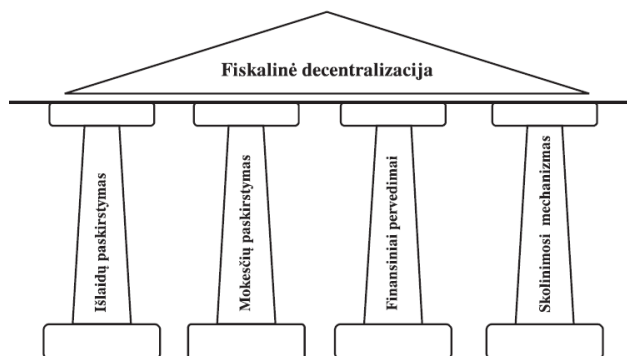 Fiskalinė decentralizacija
Išlaidų paskirstymas
Mokesčių paskirstymas
Finansiniai pervedimai
Skolinimosi mechanizmas